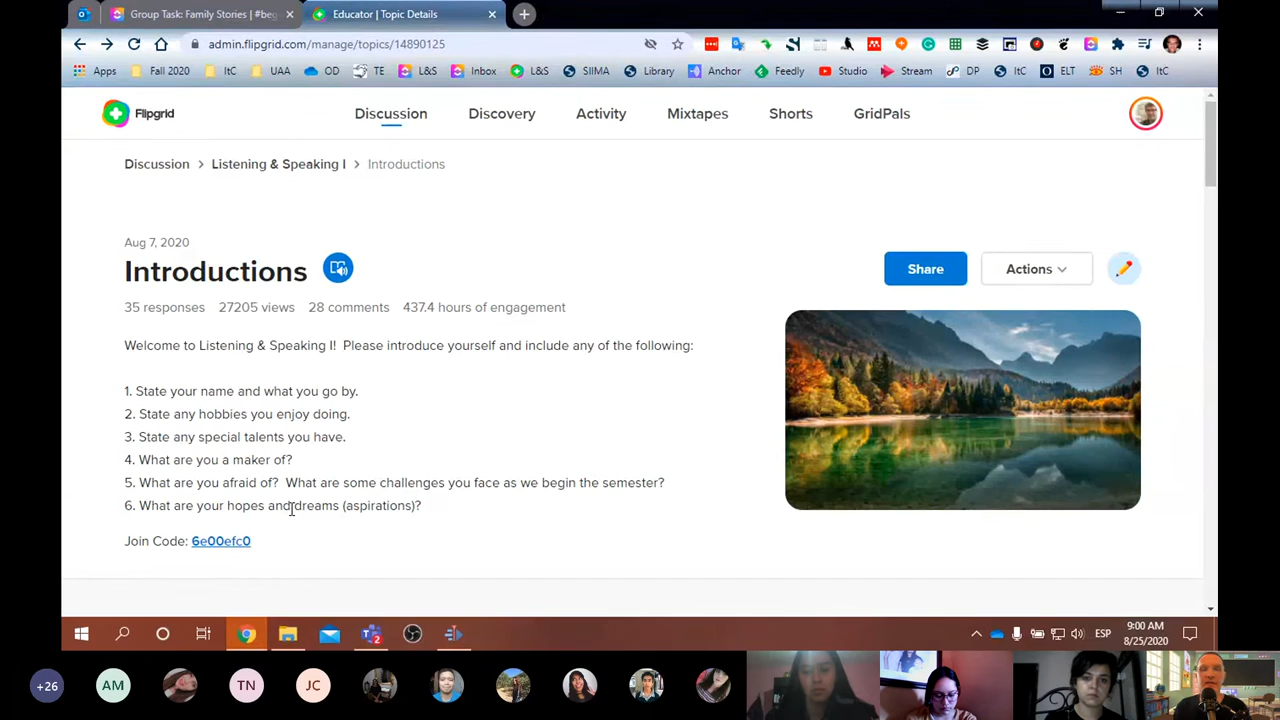 Group Task: Family Stories | #beg
Educator | Topic Details
admin.flipgrid.com/manage/topics/14890125
Apps
Fall 2020
ItC
UAA
OD
TE
L&S
Inbox
L&S
SIIMA
Library
Anchor
Feedly
Studio
Stream
DP
ItC
ELT
SH
ItC
Flipgrid
Discussion
Discovery
Activity
Mixtapes
Shorts
GridPals
Discussion > Listening & Speaking I > Introductions
Aug 7, 2020
Introductions
Share
Actions
35 responses 27205 views 28 comments 437.4 hours of engagement
Welcome to Listening & Speaking I! Please introduce yourself and include any of the following:
1. State your name and what you go by.
2. State any hobbies you enjoy doing.
3. State any special talents you have.
4. What are you a maker of?
5. What are you afraid of? What are some challenges you face as we begin the semester?
6. What are your hopes and dreams (aspirations)?
Join Code: 6e00efc0
2
ESP
9:00 AM
8/25/2020
+26
AM
TN
JC